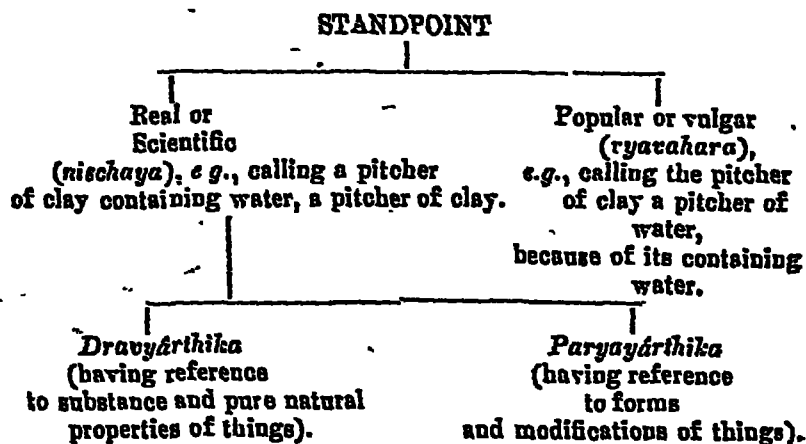 STANDPOINT
Real or
Scientific
(nischaya), e g., calling a pitcher
of clay containing water, a pitcher of clay.
Popular or vulgar
(vyavahara),
e.g., calling the pitcher
of clay a pitcher of
water,
because of its containing
water.
Dravyárthika
(having reference
to substance and pure natural
properties of things).
Paryayárthika
(having reference
to forms
and modifications of things).